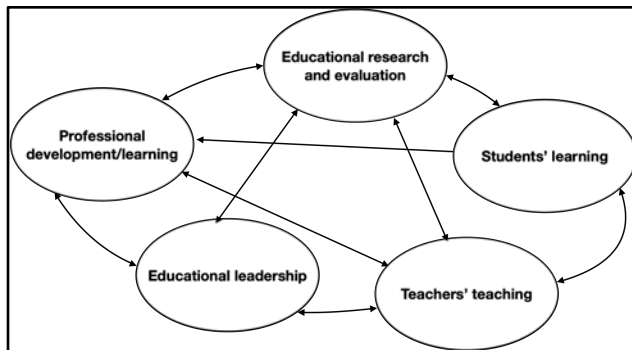 Educational research
and evaluation
Professional
development/learning
Students’ learning
Educational leadership
Teachers’ teaching